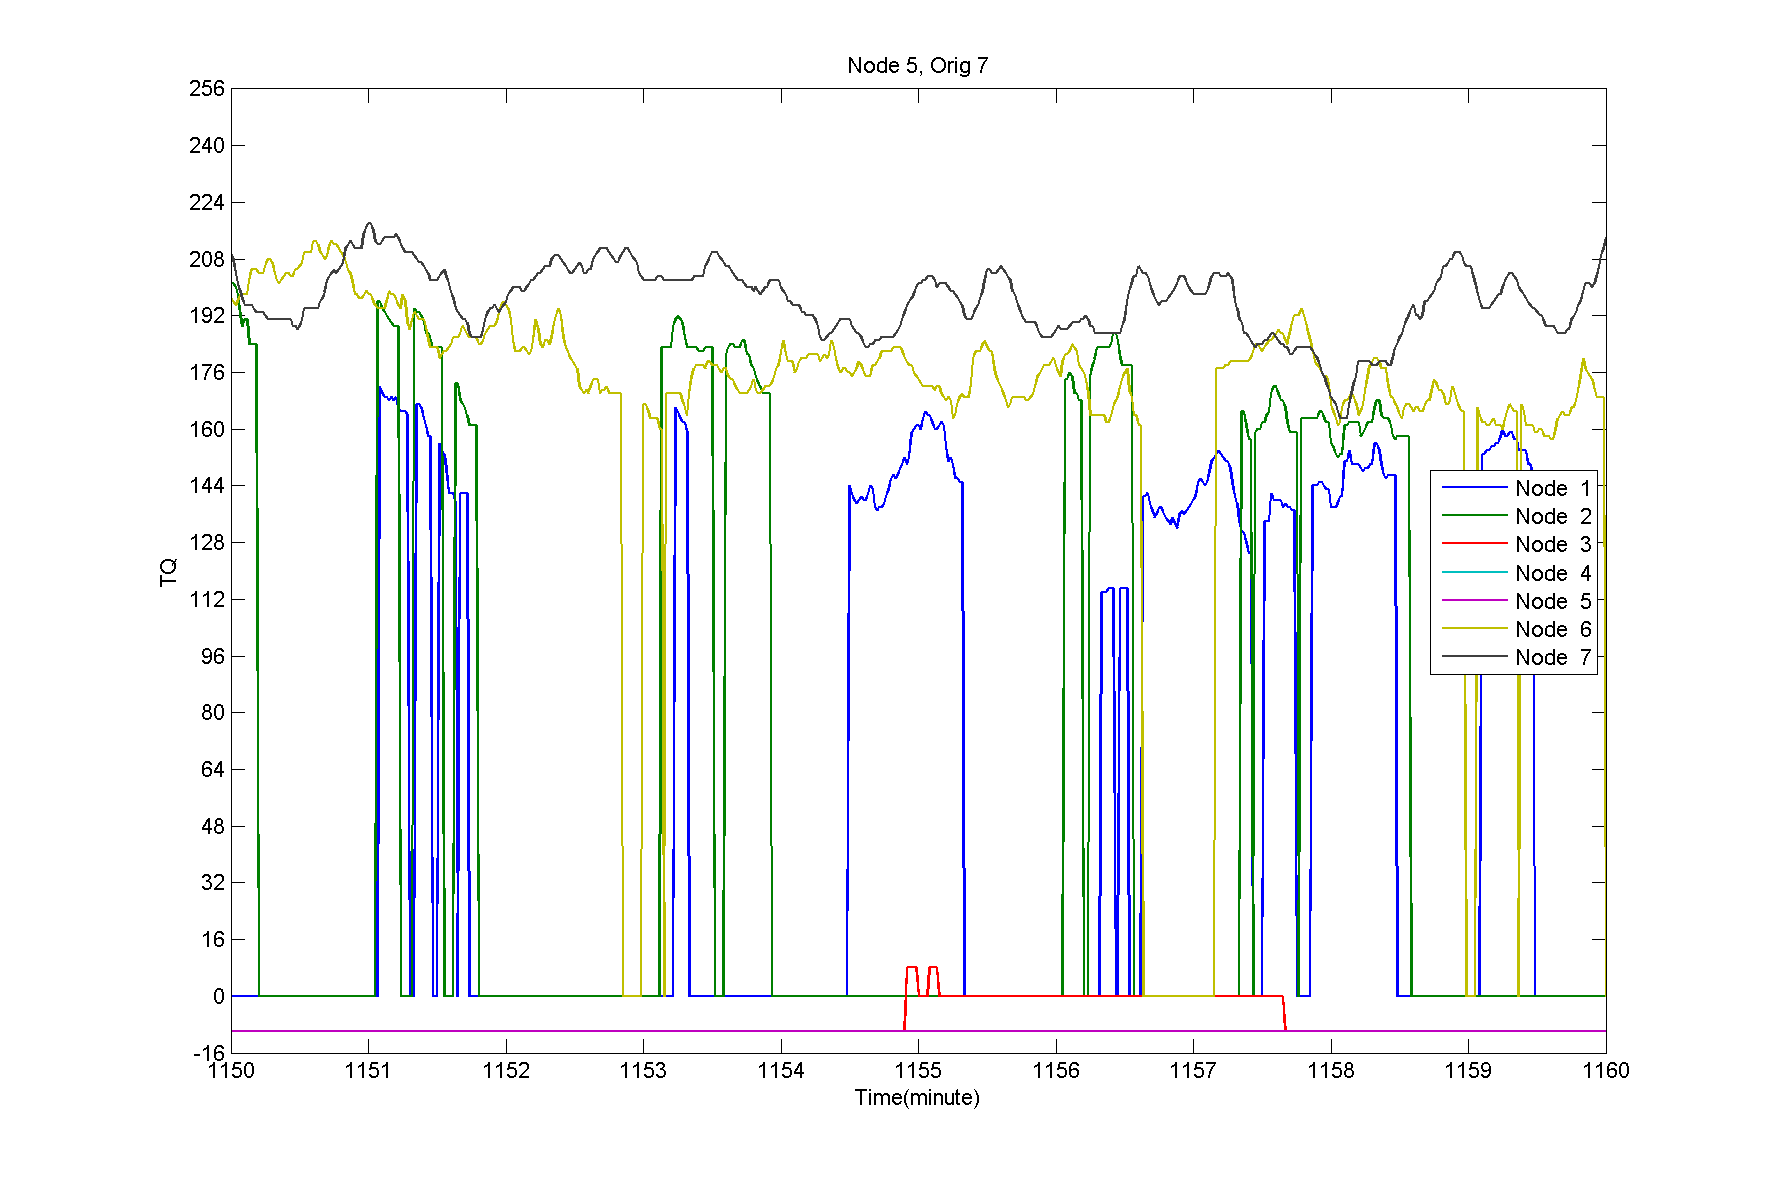 Node 5, Orig 7
256
240
224
208
192
176
160
144
128
112
96
80
64
48
32
16
0
-16
TQ
Node 1
Node 2
Node 3
Node 4
Node 5
Node 6
Node 7
1150 1151 1152 1153 1154 1155 1156 1157 1158 1159 1160
Time(minute)